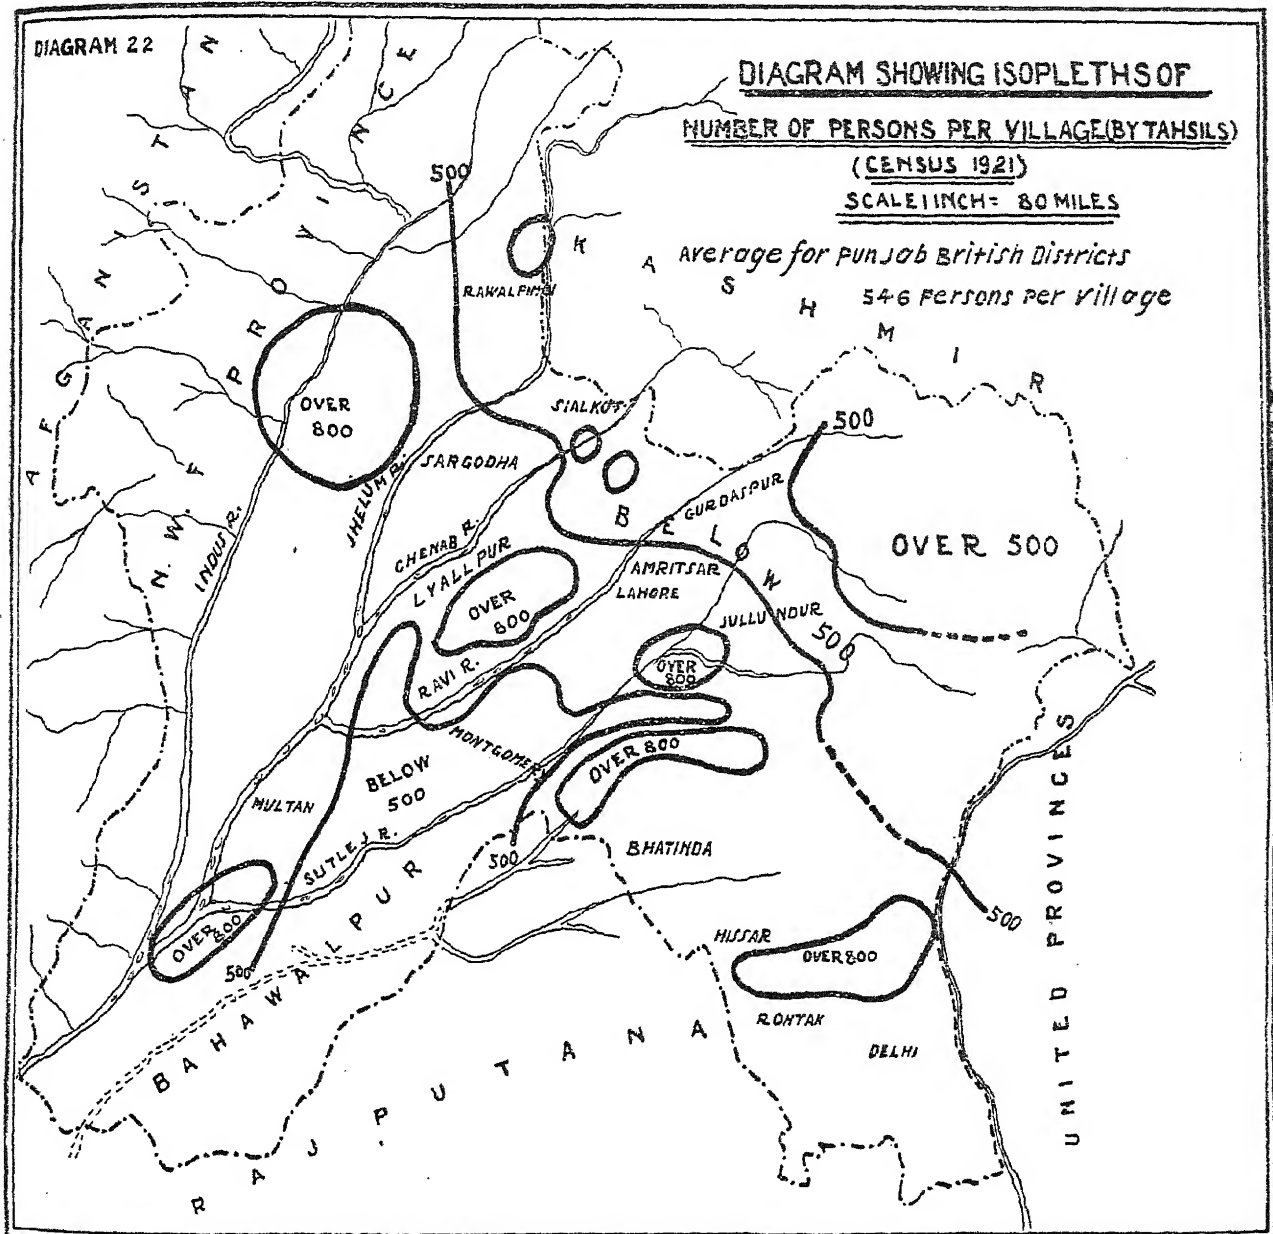 DIAGRAM 22
DIAGRAM SHOWING ISOPLETHS OF
NUMBER OF PERSONS PER VILLAGE (BY TAHSILS)
(CENSUS 1921)
SCALE 1 INCH = 80 MILES
Average for Punjab British Districts
546 Persons per Village
AFGANISTAN
N. W. F. PROVINCE
KASHMIR
500
RAWALPINDI
OVER
800
SIALKOT
500
SARGODHA
JHELUM R.
INDUS R.
CHENAB R.
GURDASPUR
BELOW
500
OVER 500
LYALLPUR
AMRITSAR
LAHORE
OVER
800
JULLUNDUR
OVER
800
RAVI R.
MONTGOMERY
OVER 800
BELOW
500
MULTAN
SUTLEJ R.
500
BHATINDA
500
OVER
800
500
HISSAR
OVER 800
ROHTAK
DELHI
BAHAWALPUR
RAJPUTANA
UNITED PROVINCES